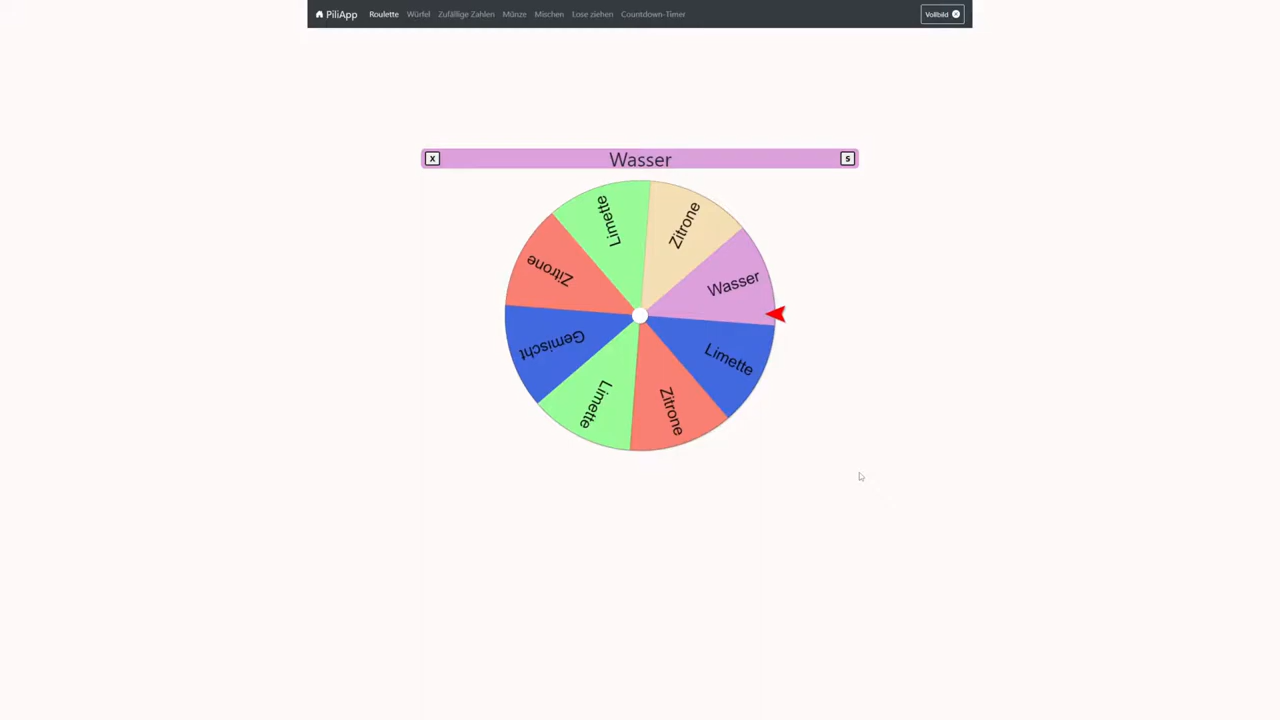 PiliApp Roulette Würfel Zufällige Zahlen Münze Mischen Lose ziehen Countdown-Timer Vollbild
X Wasser S
Limette
Zitrone
Zitrone
Wasser
Gemischt
Limette
Limette
Zitrone